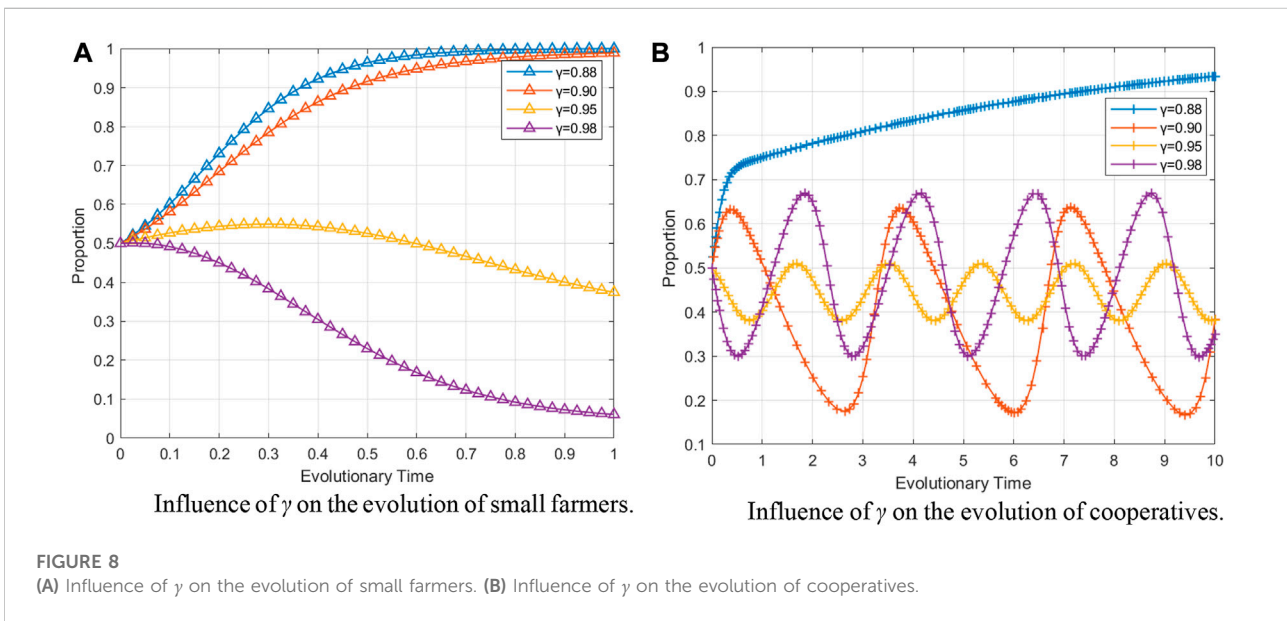 A
1
0.9
0.8
0.7
0.6
0.5
0.4
0.3
0.2
0.1
0
Proportion
γ=0.88
γ=0.90
γ=0.95
γ=0.98
0 0.1 0.2 0.3 0.4 0.5 0.6 0.7 0.8 0.9 1
Evolutionary Time
Influence of γ on the evolution of small farmers.
B
1
0.9
0.8
0.7
0.6
0.5
0.4
0.3
0.2
0.1
Proportion
γ=0.88
γ=0.90
γ=0.95
γ=0.98
0 1 2 3 4 5 6 7 8 9 10
Evolutionary Time
Influence of γ on the evolution of cooperatives.
FIGURE 8
(A) Influence of γ on the evolution of small farmers. (B) Influence of γ on the evolution of cooperatives.